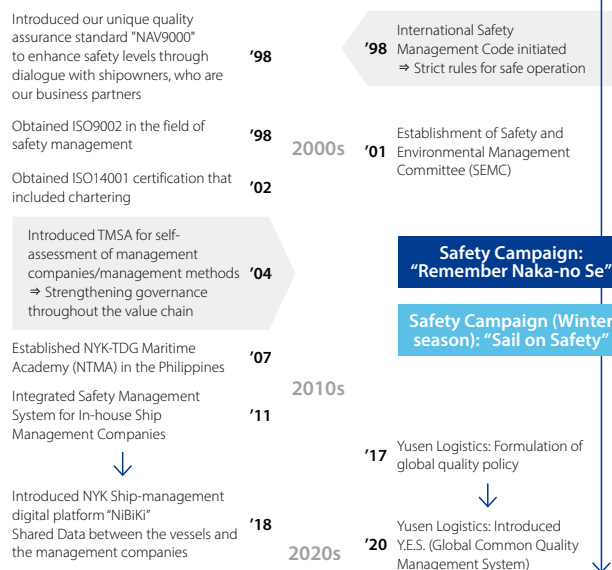 Introduced our unique quality
assurance standard "NAV9000"
to enhance safety levels through
dialogue with shipowners, who are
our business partners
’98
Obtained ISO9002 in the field of
safety management
’98
Obtained ISO14001 certification that
included chartering
’02
Introduced TMSA for self-
assessment of management
companies/management methods
⇒ Strengthening governance
throughout the value chain
’04
Established NYK-TDG Maritime
Academy (NTMA) in the Philippines
’07
Integrated Safety Management
System for In-house Ship
Management Companies
’11
Introduced NYK Ship-management
digital platform “NiBiKi”
Shared Data between the vessels and
the management companies
’18
2000s
2010s
2020s
’98
International Safety
Management Code initiated
⇒ Strict rules for safe operation
’01
Establishment of Safety and
Environmental Management
Committee (SEMC)
Safety Campaign:
“Remember Naka-no Se”
Safety Campaign (Winter
season): “Sail on Safety”
’17
Yusen Logistics: Formulation of
global quality policy
’20
Yusen Logistics: Introduced
Y.E.S. (Global Common Quality
Management System)